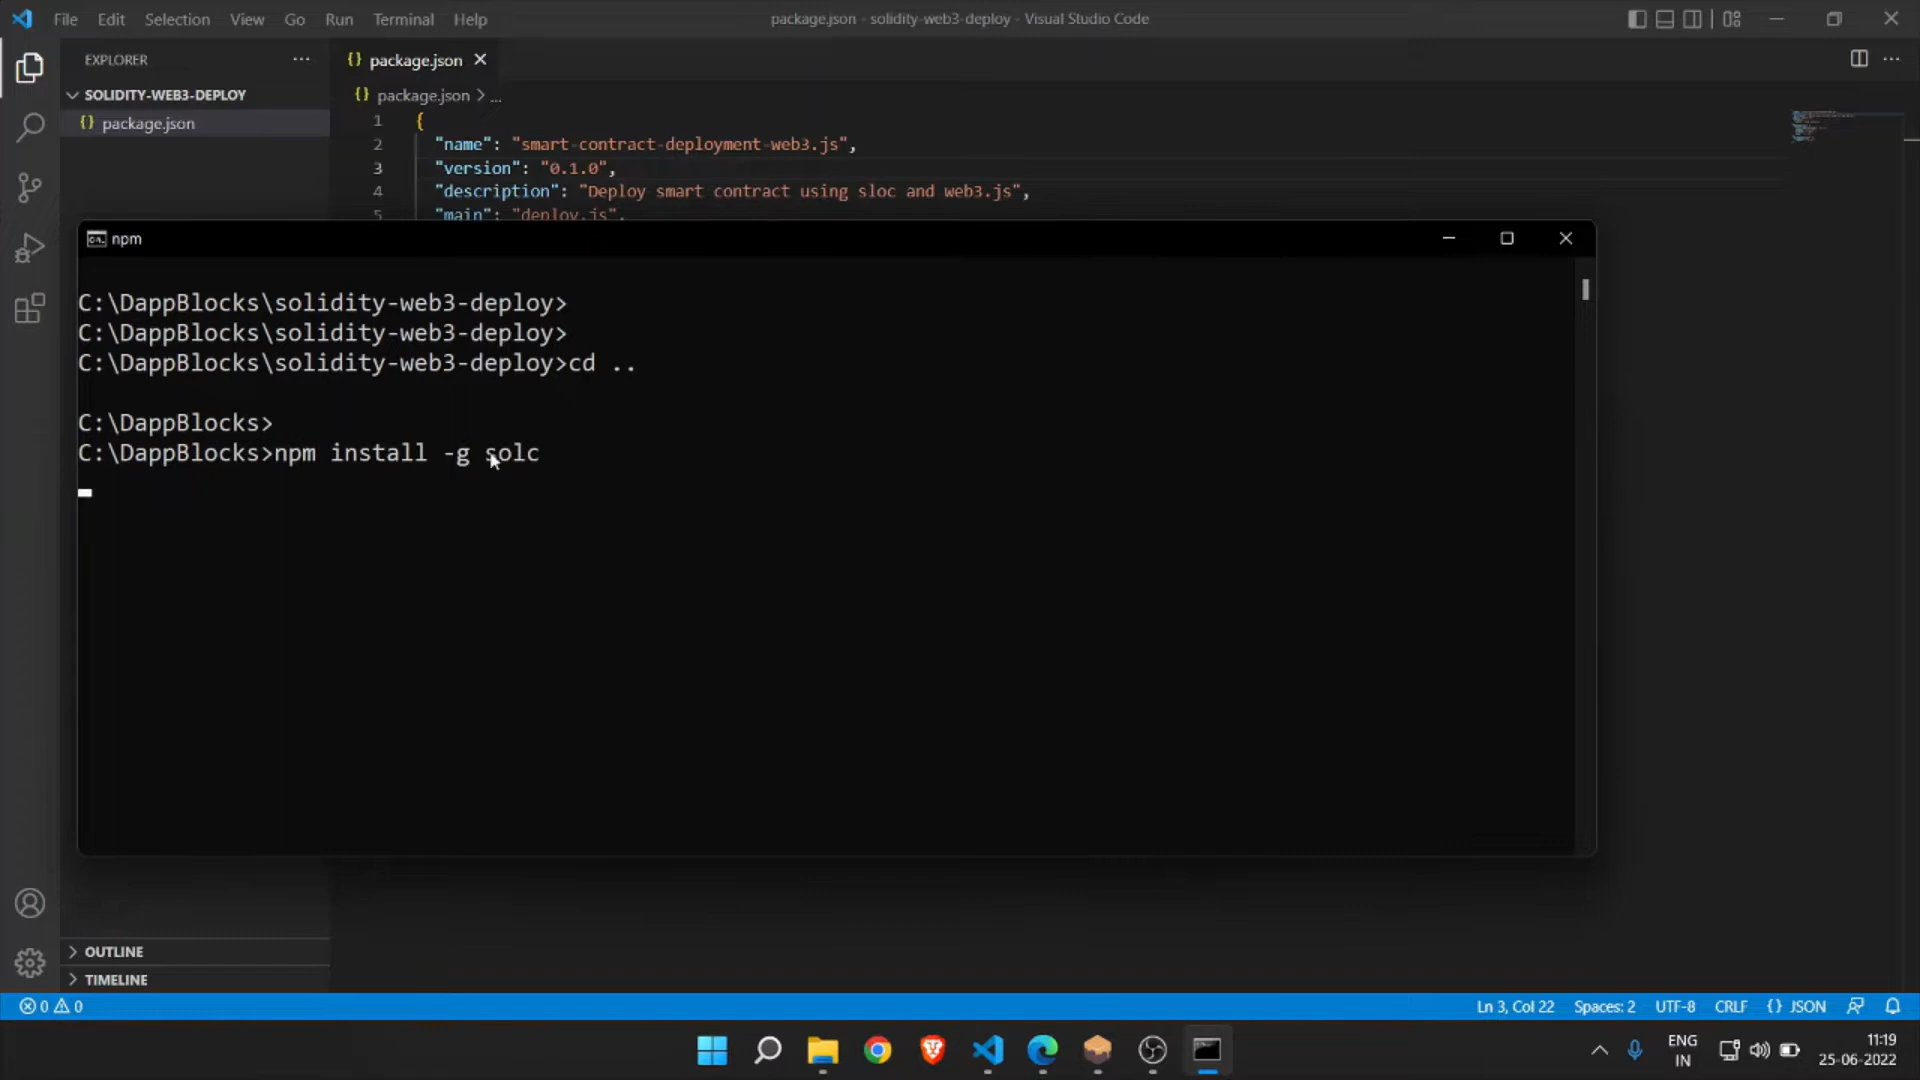 File Edit Selection View Go Run Terminal Help
package.json - solidity-web3-deploy - Visual Studio Code
EXPLORER
{} package.json
SOLIDITY-WEB3-DEPLOY
{} package.json > ...
{} package.json
1 {
2 "name": "smart-contract-deployment-web3.js",
3 "version": "0.1.0",
4 "description": "Deploy smart contract using sloc and web3.js",
5 "main": "deploy.js",
npm
C:\DappBlocks\solidity-web3-deploy>
C:\DappBlocks\solidity-web3-deploy>
C:\DappBlocks\solidity-web3-deploy>cd ..
C:\DappBlocks>
C:\DappBlocks>npm install -g solc
OUTLINE
TIMELINE
0 0
Ln 3, Col 22 Spaces: 2 UTF-8 CRLF {} JSON
ENG
IN
11:19
25-06-2022